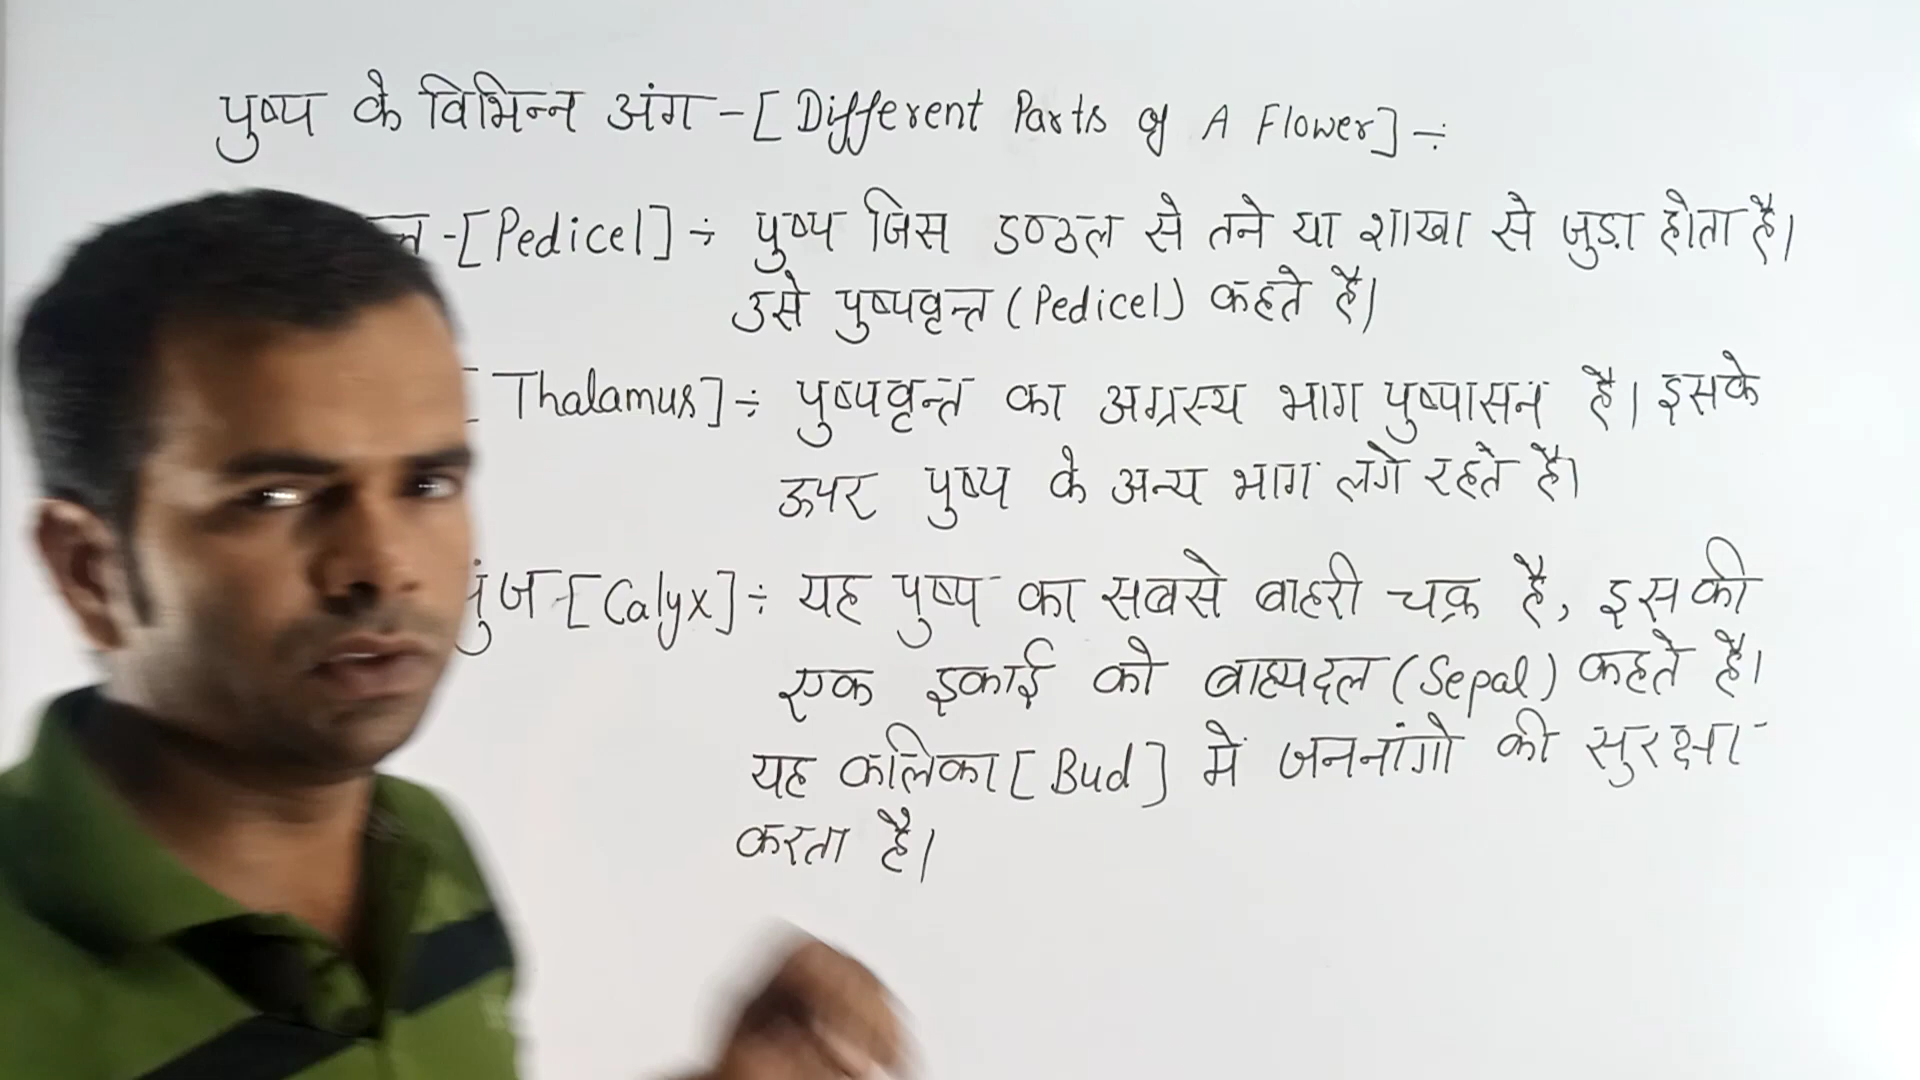 पुष्प के विभिन्न अंग - [Different Parts of A Flower] ÷
-[Pedicel] ÷ पुष्प जिस डण्ठल से तने या शाखा से जुड़ा होता है।
उसे पुष्पवृन्त (Pedicel) कहते है।
[Thalamus] ÷ पुष्पवृन्त का अग्रस्य भाग पुष्पासन है। इसके
ऊपर पुष्प के अन्य भाग लगे रहते है।
पुंज-[Calyx] ÷ यह पुष्प का सबसे बाहरी चक्र है, इसकी
एक इकाई को बाह्यदल (Sepal) कहते है।
यह कलिका [Bud] में जननांगो की सुरक्षा
करता है।